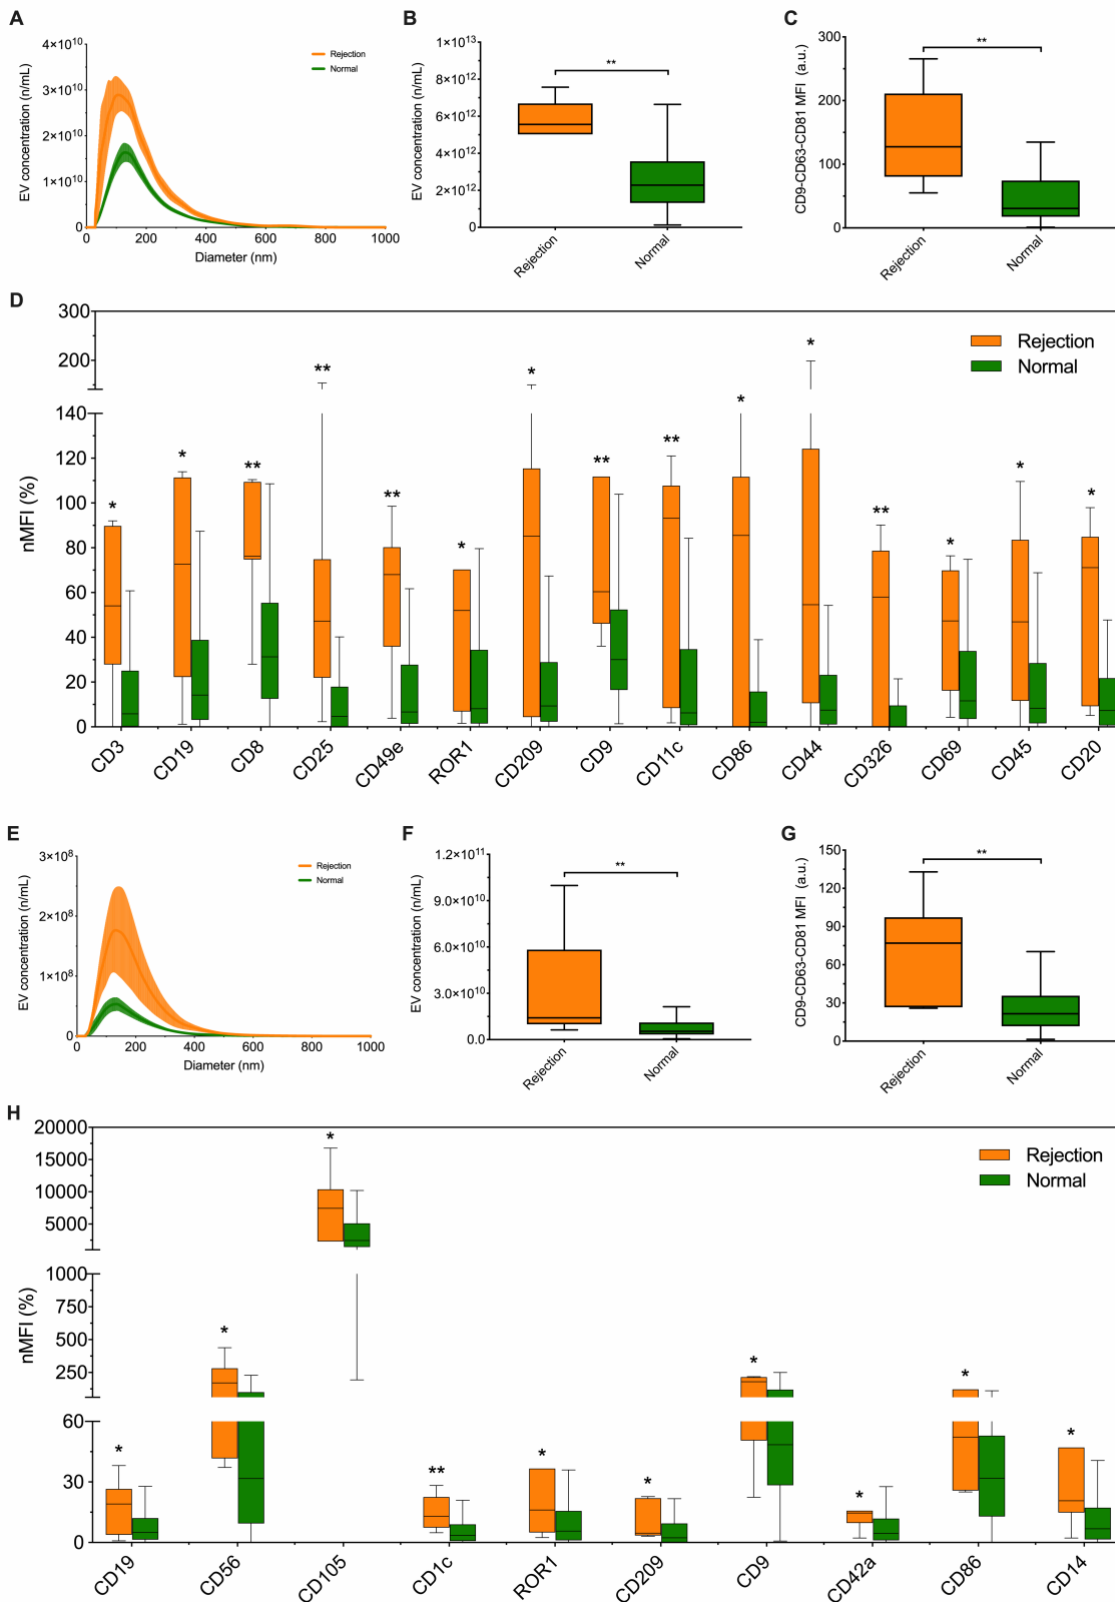 A
EV concentration (n/mL)
4×10¹⁰
3×10¹⁰
2×10¹⁰
1×10¹⁰
0
0 200 400 600 800 1000
Diameter (nm)
Rejection
Normal
B
EV concentration (n/mL)
1×10¹³
8×10¹²
6×10¹²
4×10¹²
2×10¹²
0
**
Rejection
Normal
C
CD9-CD63-CD81 MFI (a.u.)
300
200
100
0
**
Rejection
Normal
D
nMFI (%)
300
200
140
120
100
80
60
40
20
0
Rejection
Normal
* * ** ** ** * * ** ** * * ** * * *
CD3 CD19 CD8 CD25 CD49e ROR1 CD209 CD9 CD11c CD86 CD44 CD326 CD69 CD45 CD20
E
EV concentration (n/mL)
3×10⁸
2×10⁸
1×10⁸
0
0 200 400 600 800 1000
Diameter (nm)
Rejection
Normal
F
EV concentration (n/mL)
1.2×10¹¹
9.0×10¹⁰
6.0×10¹⁰
3.0×10¹⁰
0.0
**
Rejection
Normal
G
CD9-CD63-CD81 MFI (a.u.)
150
120
90
60
30
0
**
Rejection
Normal
H
nMFI (%)
20000
15000
10000
5000
1000
750
500
250
60
30
0
Rejection
Normal
* * * ** * * * * * *
CD19 CD56 CD105 CD1c ROR1 CD209 CD9 CD42a CD86 CD14